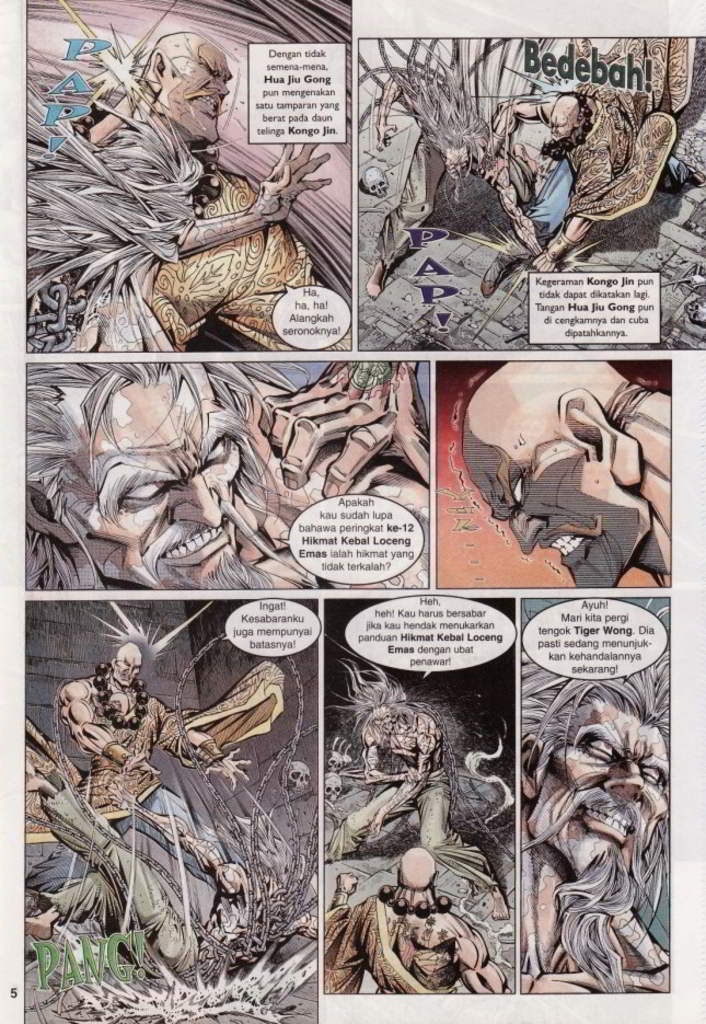 PAP!
Dengan tidak
semena-mena,
Hua Jiu Gong
pun mengenakan
satu tamparan yang
berat pada daun
telinga Kongo Jin.
Ha,
ha, ha!
Alangkah
seronoknya!
Bedebah!
PAP!
Kegeraman Kongo Jin pun
tidak dapat dikatakan lagi.
Tangan Hua Jiu Gong pun
di cengkamnya dan cuba
dipatahkannya.
Apakah
kau sudah lupa
bahawa peringkat ke-12
Hikmat Kebal Loceng
Emas ialah hikmat yang
tidak terkalah?
Ingat!
Kesabaranku
juga mempunyai
batasnya!
PANG!
Heh,
heh! Kau harus bersabar
jika kau hendak menukarkan
panduan Hikmat Kebal Loceng
Emas dengan ubat
penawar!
Ayuh!
Mari kita pergi
tengok Tiger Wong. Dia
pasti sedang menunjuk-
kan kehandalannya
sekarang!
5